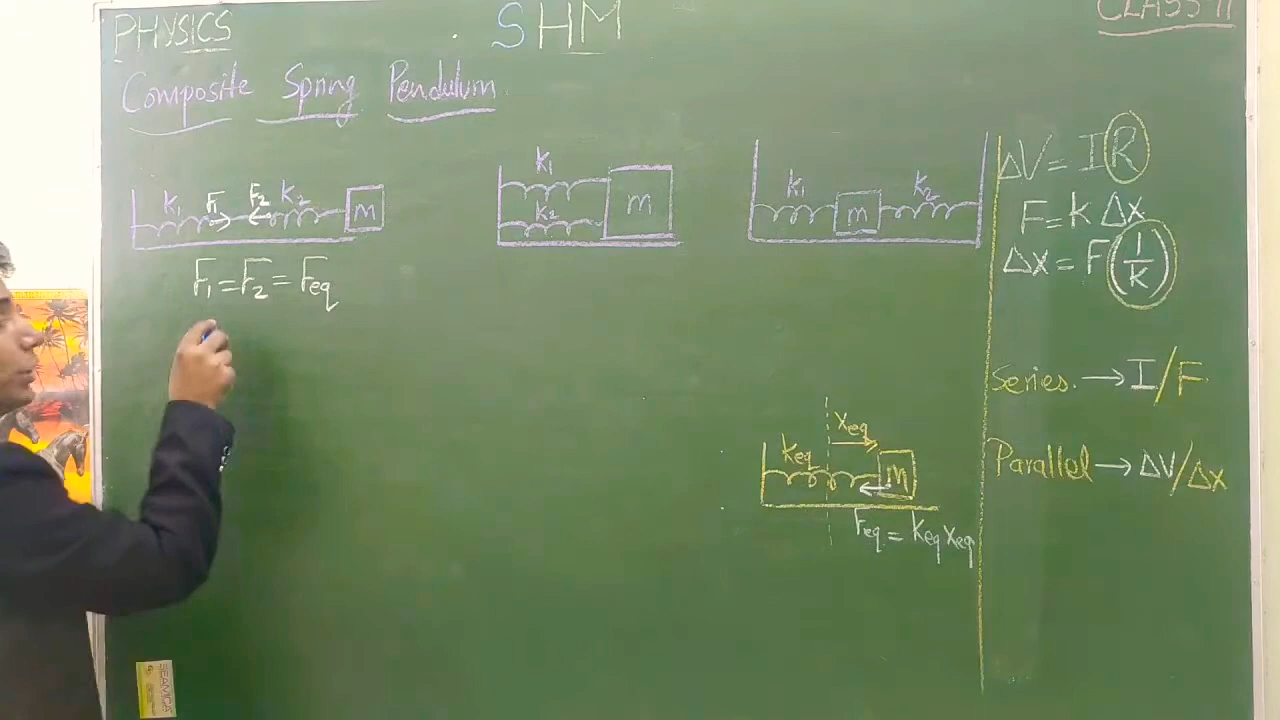 PHYSICS
SHM
CLASS-11
Composite Spring Pendulum
k₁ F₁ F₂ k₂ m
k₁
k₂
m
k₁ m k₂
ΔV = IR
F = k Δx
Δx = F(1/k)
F₁ = F₂ = Feq
Series → I/F
Parallel → ΔV/Δx
xeq
keq
m
Feq = keq xeq